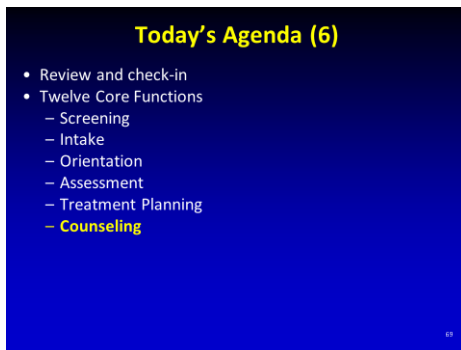 Today's Agenda (6)
• Review and check-in
• Twelve Core Functions
– Screening
– Intake
– Orientation
– Assessment
– Treatment Planning
– Counseling
69